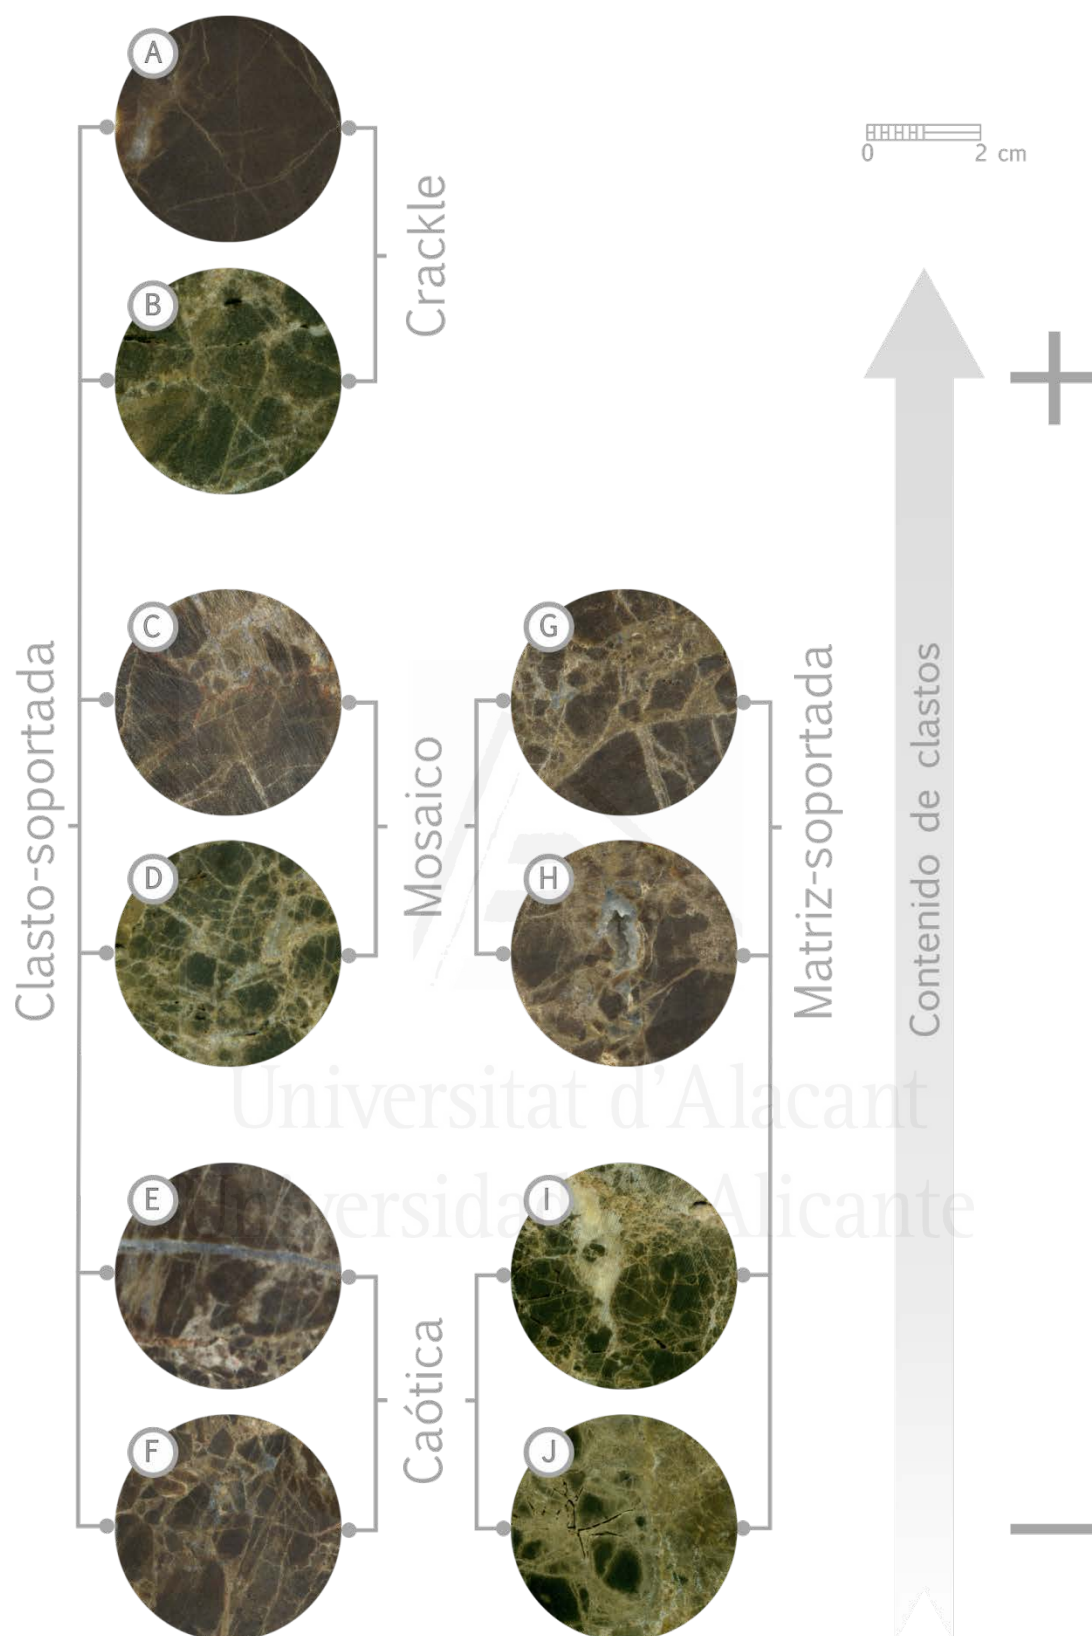 A
0 2 cm
Crackle
B
C
G
Clasto-soportada
Mosaico
Matriz-soportada
Contenido de clastos
D
H
Universitat d'Alacant
Universidad de Alicante
E
I
Caótica
F
J